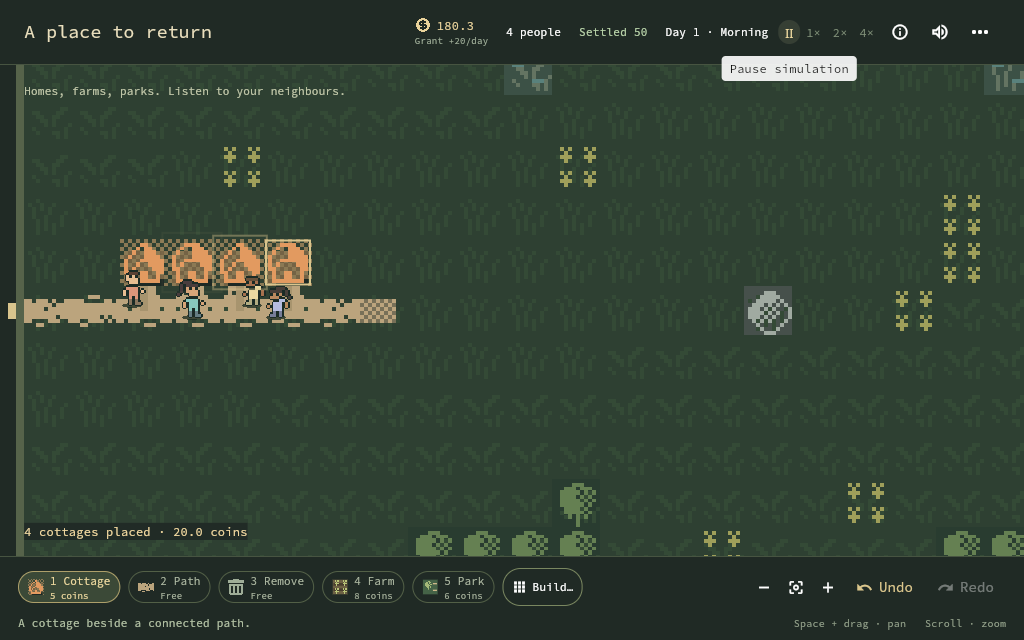 A place to return
180.3
Grant +20/day
4 people
Settled 50
Day 1 · Morning
1×
2×
4×
Pause simulation
Homes, farms, parks. Listen to your neighbours.
4 cottages placed · 20.0 coins
1 Cottage
5 coins
2 Path
Free
3 Remove
Free
4 Farm
8 coins
5 Park
6 coins
Build…
Undo
Redo
A cottage beside a connected path.
Space + drag · pan
Scroll · zoom